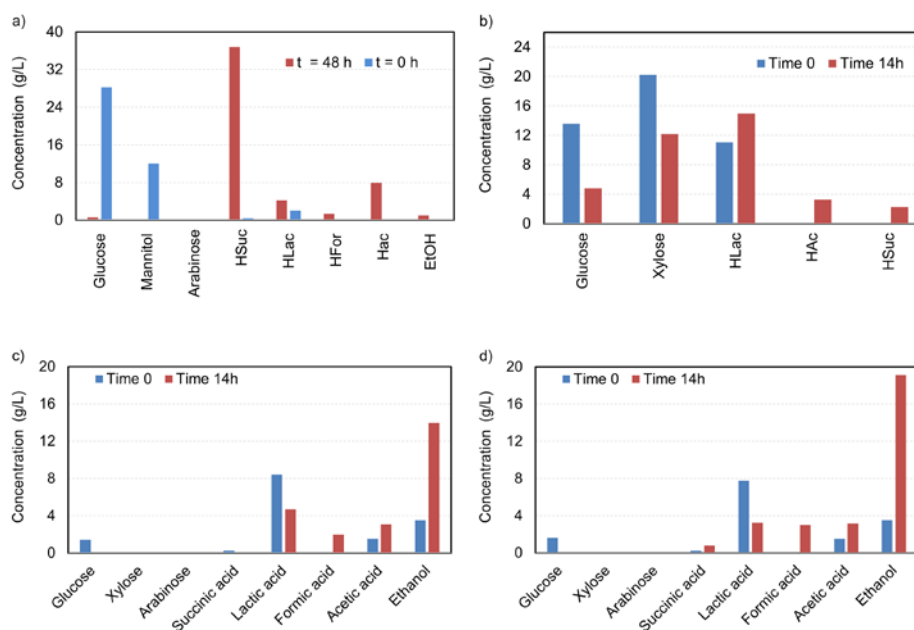 a)
Concentration (g/L)
40
32
24
16
8
0
t = 48 h
t = 0 h
Glucose
Mannitol
Arabinose
HSuc
HLac
HFor
Hac
EtOH
b)
Concentration (g/L)
24
20
16
12
8
4
0
Time 0
Time 14h
Glucose
Xylose
HLac
HAc
HSuc
c)
Concentration (g/L)
20
16
12
8
4
0
Time 0
Time 14h
Glucose
Xylose
Arabinose
Succinic acid
Lactic acid
Formic acid
Acetic acid
Ethanol
d)
Concentration (g/L)
20
16
12
8
4
0
Time 0
Time 14h
Glucose
Xylose
Arabinose
Succinic acid
Lactic acid
Formic acid
Acetic acid
Ethanol